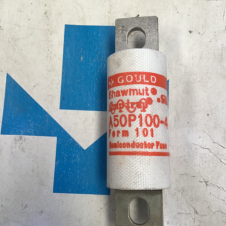 GOULD
Shawmut®
A50P100-4
Form 101
Semiconductor Fuse